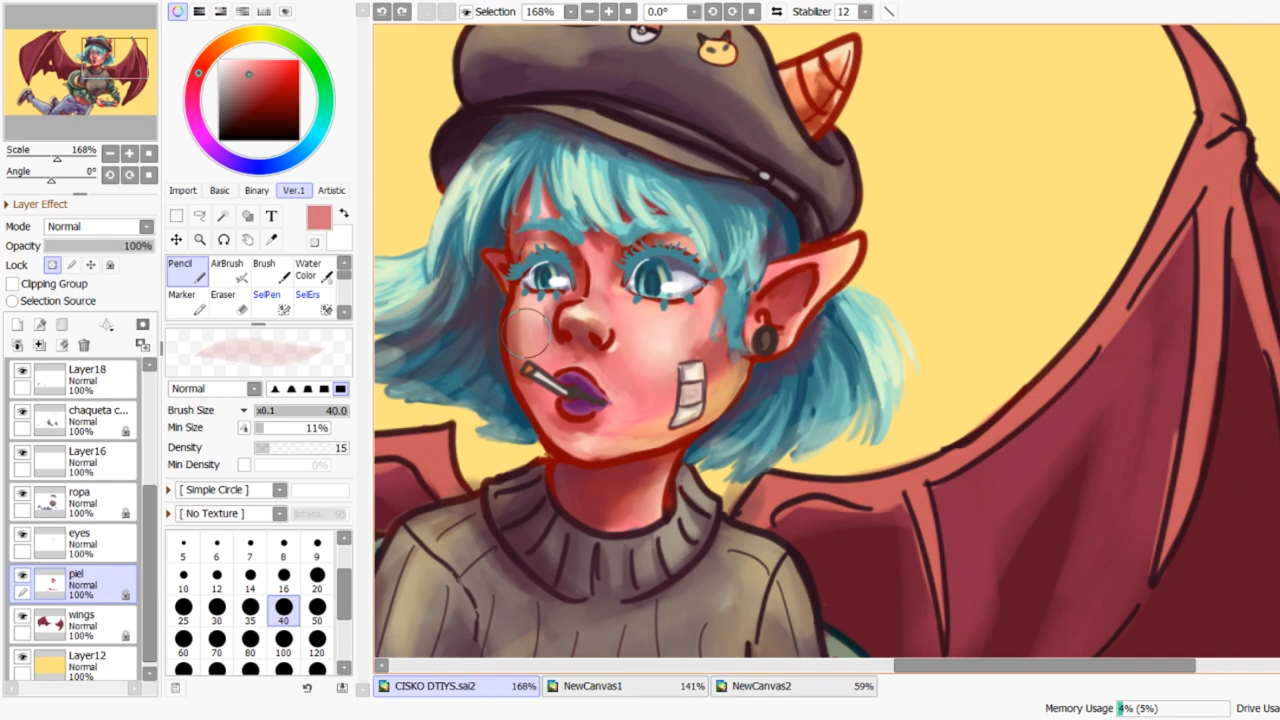 Selection 168% 0.0° Stabilizer 12
Scale 168%
Angle 0°
Layer Effect
Mode Normal
Opacity 100%
Lock
Clipping Group
Selection Source
Layer18
Normal
100%
chaqueta c...
Normal
100%
Layer16
Normal
100%
ropa
Normal
100%
eyes
Normal
100%
piel
Normal
100%
wings
Normal
100%
Layer12
Normal
100%
Import Basic Binary Ver.1 Artistic
T
Pencil AirBrush Brush Water Color
Marker Eraser SelPen SelErs
Normal
Brush Size x0.1 40.0
Min Size 11%
Density 15
Min Density 0%
[ Simple Circle ]
[ No Texture ]
5 6 7 8 9
10 12 14 16 20
25 30 35 40 50
60 70 80 100 120
CISKO DTIYS.sai2 168% NewCanvas1 141% NewCanvas2 59%
Memory Usage 4% (5%) Drive Usa